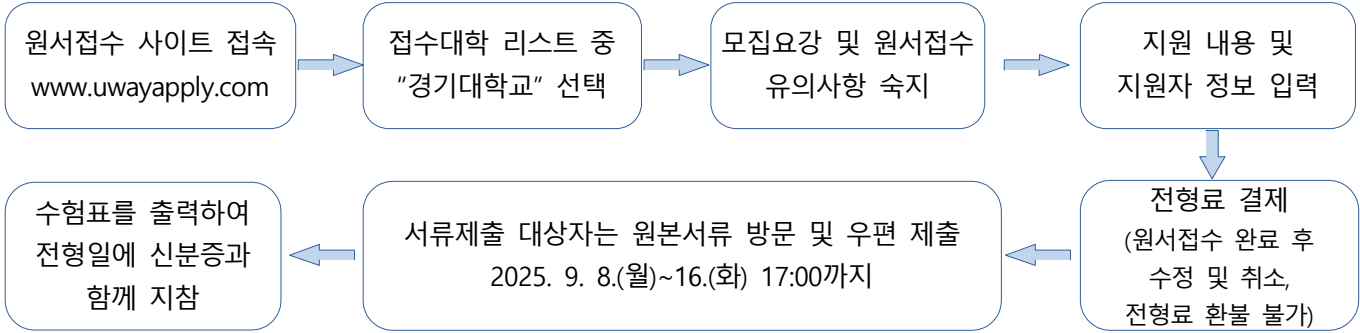 원서접수 사이트 접속
www.uwayapply.com
접수대학 리스트 중
"경기대학교" 선택
모집요강 및 원서접수
유의사항 숙지
지원 내용 및
지원자 정보 입력
전형료 결제
(원서접수 완료 후
수정 및 취소,
전형료 환불 불가)
서류제출 대상자는 원본서류 방문 및 우편 제출
2025. 9. 8.(월)~16.(화) 17:00까지
수험표를 출력하여
전형일에 신분증과
함께 지참